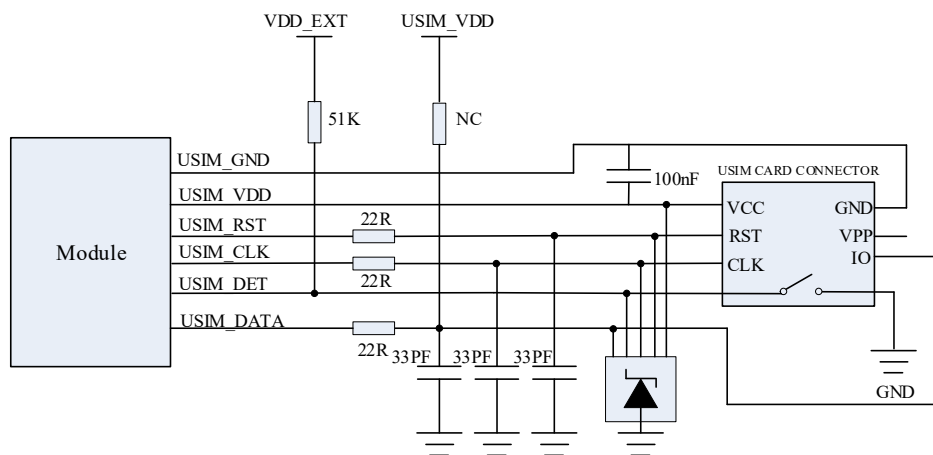 VDD_EXT
USIM_VDD
51K
NC
Module
USIM_GND
USIM_VDD
USIM_RST
USIM_CLK
USIM_DET
USIM_DATA
22R
22R
22R
100nF
USIM CARD CONNECTOR
VCC
RST
CLK
GND
VPP
IO
33PF
33PF
33PF
GND